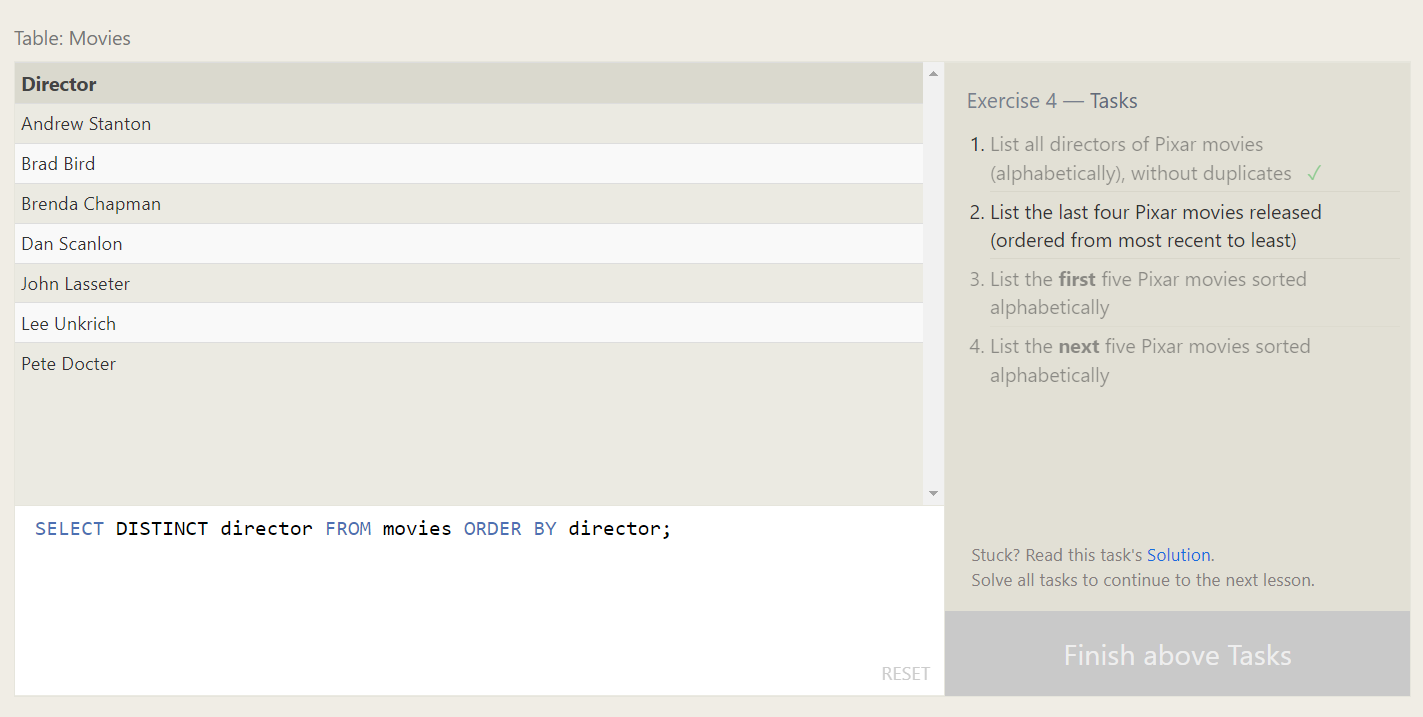 Table: Movies
Director
Andrew Stanton
Brad Bird
Brenda Chapman
Dan Scanlon
John Lasseter
Lee Unkrich
Pete Docter
SELECT DISTINCT director FROM movies ORDER BY director;
RESET
Exercise 4 — Tasks
1. List all directors of Pixar movies
(alphabetically), without duplicates ✓
2. List the last four Pixar movies released
(ordered from most recent to least)
3. List the first five Pixar movies sorted
alphabetically
4. List the next five Pixar movies sorted
alphabetically
Stuck? Read this task's Solution.
Solve all tasks to continue to the next lesson.
Finish above Tasks